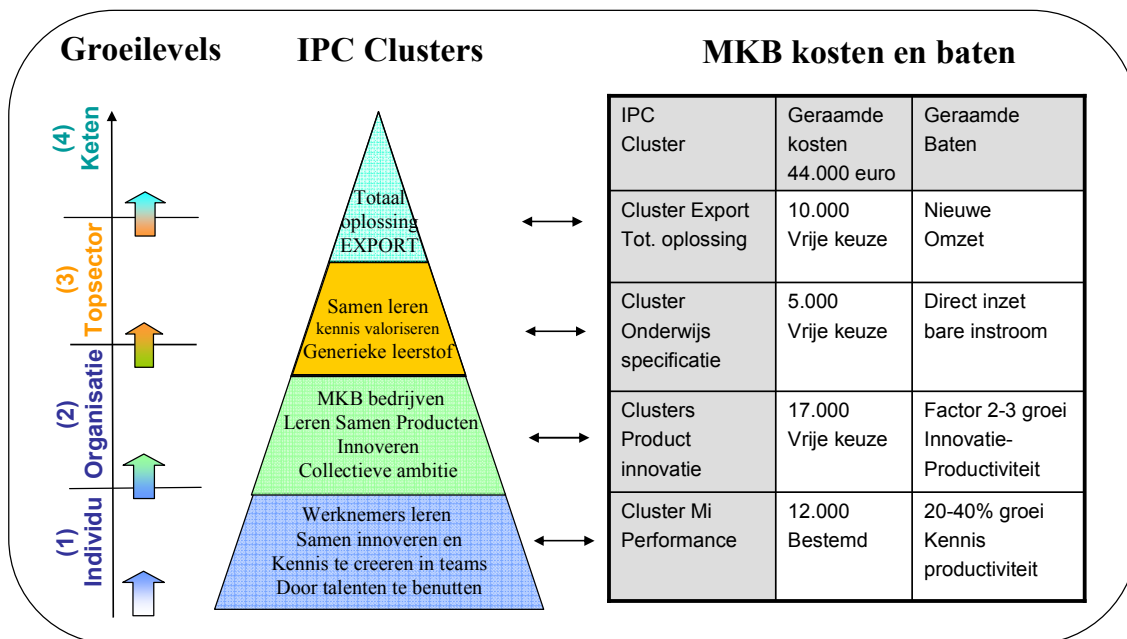 Groeilevels
IPC Clusters
MKB kosten en baten
(4)
Keten
(3)
Topsector
(2)
Organisatie
(1)
Individu
Totaal
oplossing
EXPORT
Samen leren
kennis valoriseren
Generieke leerstof
MKB bedrijven
Leren Samen Producten
Innoveren
Collectieve ambitie
Werknemers leren
Samen innoveren en
Kennis te creeren in teams
Door talenten te benutten
IPC
Cluster
Geraamde
kosten
44.000 euro
Geraamde
Baten
Cluster Export
Tot. oplossing
10.000
Vrije keuze
Nieuwe
Omzet
Cluster
Onderwijs
specificatie
5.000
Vrije keuze
Direct inzet
bare instroom
Clusters
Product
innovatie
17.000
Vrije keuze
Factor 2-3 groei
Innovatie-
Productiviteit
Cluster Mi
Performance
12.000
Bestemd
20-40% groei
Kennis
productiviteit